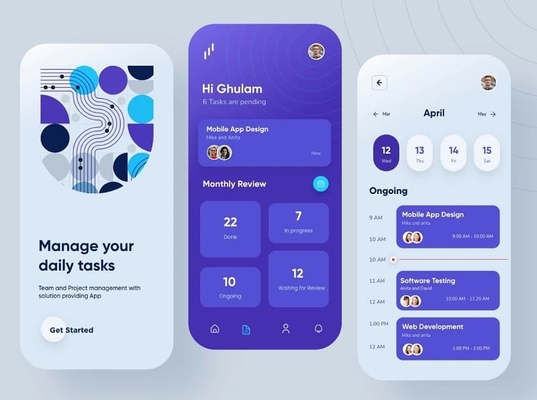 Manage your
daily tasks
Team and Project management with
solution providing App
Get Started
Hi Ghulam
6 Tasks are pending
Mobile App Design
Mike and Anita
Now
Monthly Review
22
Done
7
In progress
10
Ongoing
12
Waiting for Review
Mar
April
May
12
Wed
13
Thu
14
Fri
15
Sat
Ongoing
9 AM
Mobile App Design
Mike and anita
9:00 AM - 10:00 AM
10 AM
10 AM
11 AM
Software Testing
Anita and David
10:00 AM - 11:20 AM
12 AM
1:00 PM
Web Development
Mike and anita
1:00 PM - 2:00 PM
12 AM